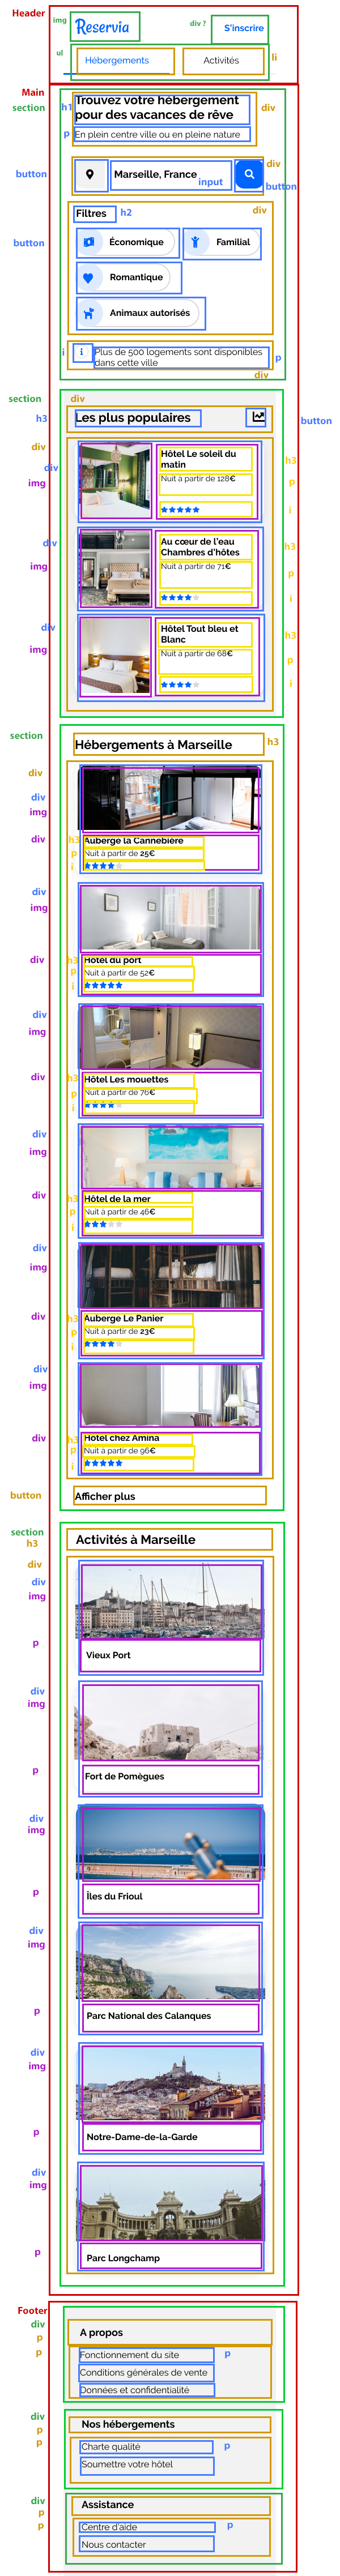 Header
img
Reservia
div ?
S'inscrire
ul
Hébergements
Activités
li
Main
section
h1
Trouvez votre hébergement
pour des vacances de rêve
div
p
En plein centre ville ou en pleine nature
div
button
Marseille, France
input
button
Filtres
h2
div
button
Économique
Familial
Romantique
Animaux autorisés
i
i
Plus de 500 logements sont disponibles
dans cette ville
p
div
section
div
h3
Les plus populaires
button
div
div
img
Hôtel Le soleil du
matin
h3
Nuit à partir de 128€
p
i
div
img
Au cœur de l'eau
Chambres d'hôtes
h3
Nuit à partir de 71€
p
i
div
img
Hôtel Tout bleu et
Blanc
h3
Nuit à partir de 68€
p
i
section
Hébergements à Marseille
h3
div
div
img
div
h3
Auberge la Cannebière
p
Nuit à partir de 25€
i
div
img
div
h3
Hôtel du port
p
Nuit à partir de 52€
i
div
img
div
h3
Hôtel Les mouettes
p
Nuit à partir de 76€
i
div
img
div
h3
Hôtel de la mer
p
Nuit à partir de 46€
i
div
img
div
h3
Auberge Le Panier
p
Nuit à partir de 23€
i
div
img
div
h3
Hôtel chez Amina
p
Nuit à partir de 96€
i
button
Afficher plus
section
h3
Activités à Marseille
div
div
img
p
Vieux Port
div
img
p
Fort de Pomègues
div
img
p
Îles du Frioul
div
img
p
Parc National des Calanques
div
img
p
Notre-Dame-de-la-Garde
div
img
p
Parc Longchamp
Footer
div
p
A propos
p
Fonctionnement du site
p
Conditions générales de vente
Données et confidentialité
div
p
Nos hébergements
p
Charte qualité
p
Soumettre votre hôtel
div
p
Assistance
p
Centre d'aide
p
Nous contacter